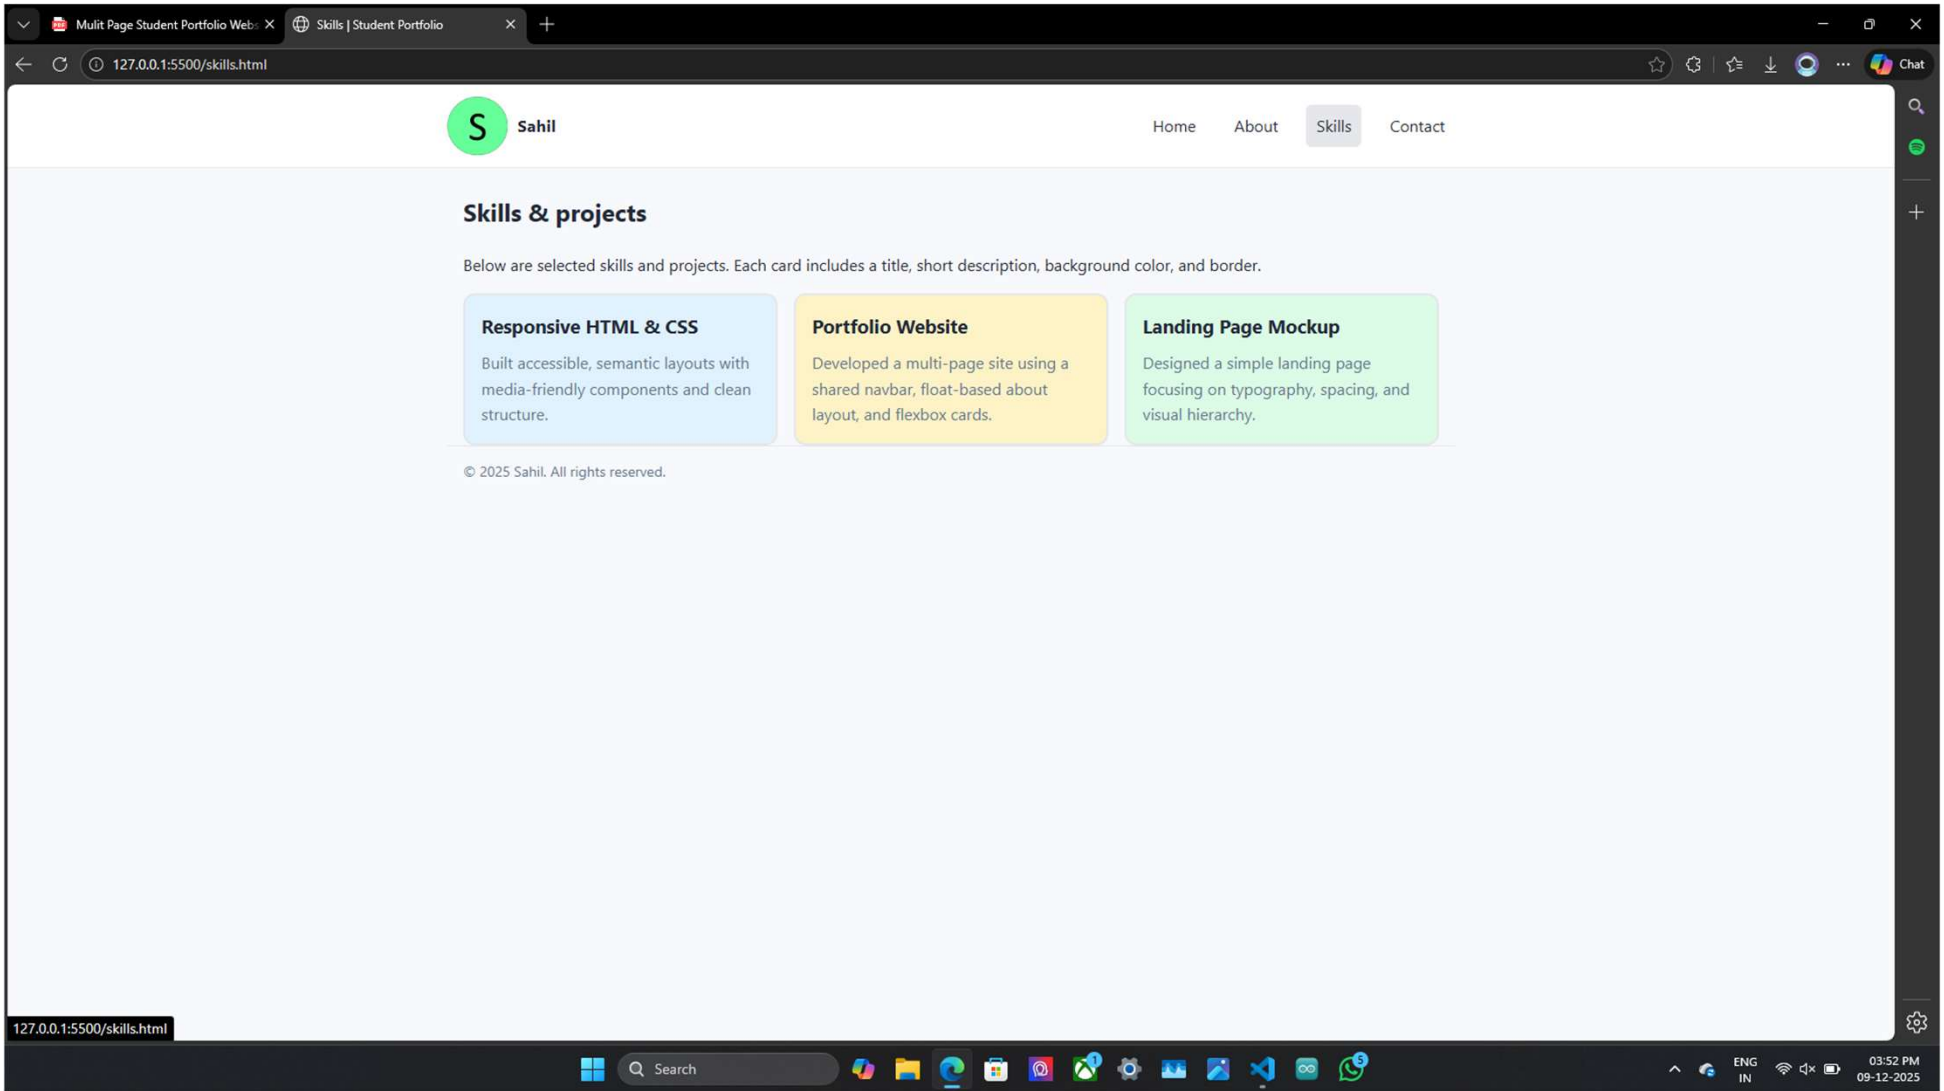 Mulit Page Student Portfolio Webs
Skills | Student Portfolio
127.0.0.1:5500/skills.html
Chat
S
Sahil
Home
About
Skills
Contact
Skills & projects
Below are selected skills and projects. Each card includes a title, short description, background color, and border.
Responsive HTML & CSS
Built accessible, semantic layouts with
media-friendly components and clean
structure.
Portfolio Website
Developed a multi-page site using a
shared navbar, float-based about
layout, and flexbox cards.
Landing Page Mockup
Designed a simple landing page
focusing on typography, spacing, and
visual hierarchy.
© 2025 Sahil. All rights reserved.
127.0.0.1:5500/skills.html
Search
1
5
ENG
IN
03:52 PM
09-12-2025